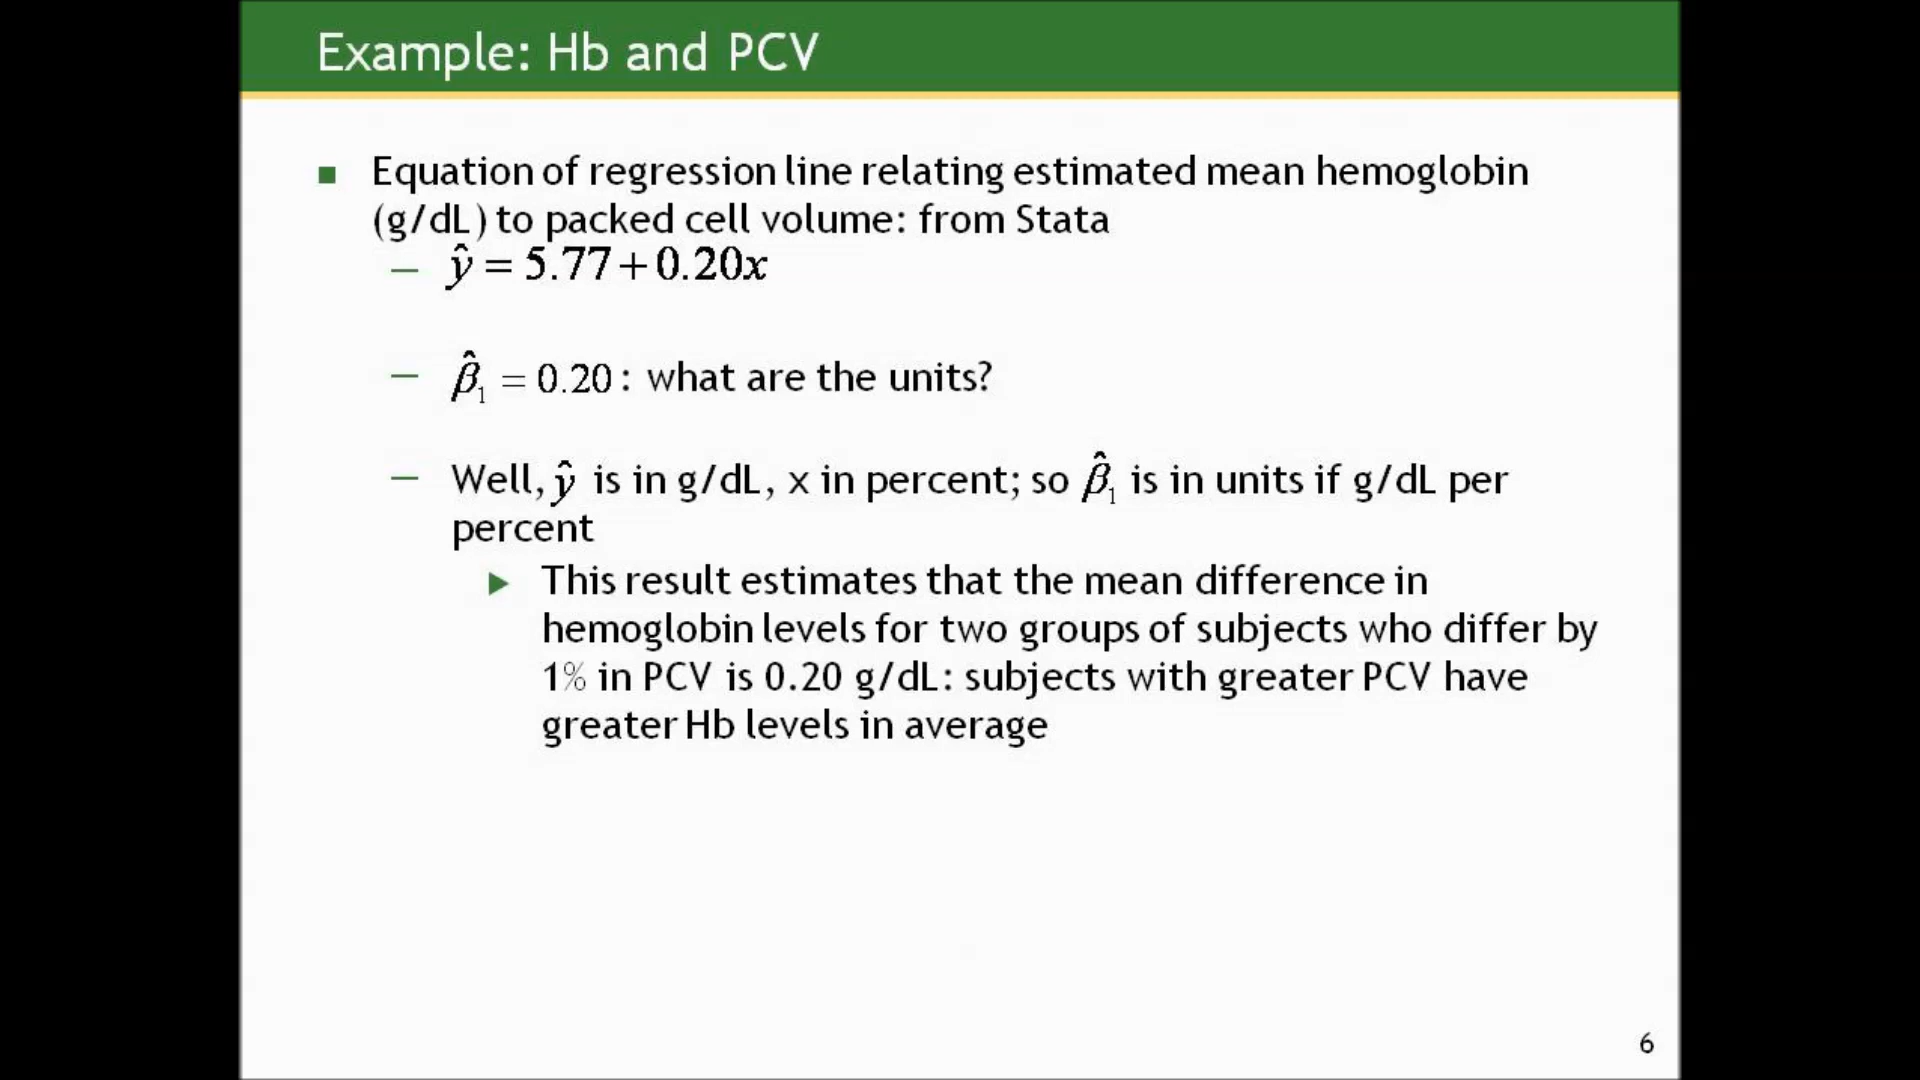 Example: Hb and PCV
Equation of regression line relating estimated mean hemoglobin
(g/dL) to packed cell volume: from Stata
— ŷ = 5.77 + 0.20x
— β̂₁ = 0.20 : what are the units?
— Well, ŷ is in g/dL, x in percent; so β̂₁ is in units if g/dL per
percent
This result estimates that the mean difference in
hemoglobin levels for two groups of subjects who differ by
1% in PCV is 0.20 g/dL: subjects with greater PCV have
greater Hb levels in average
6